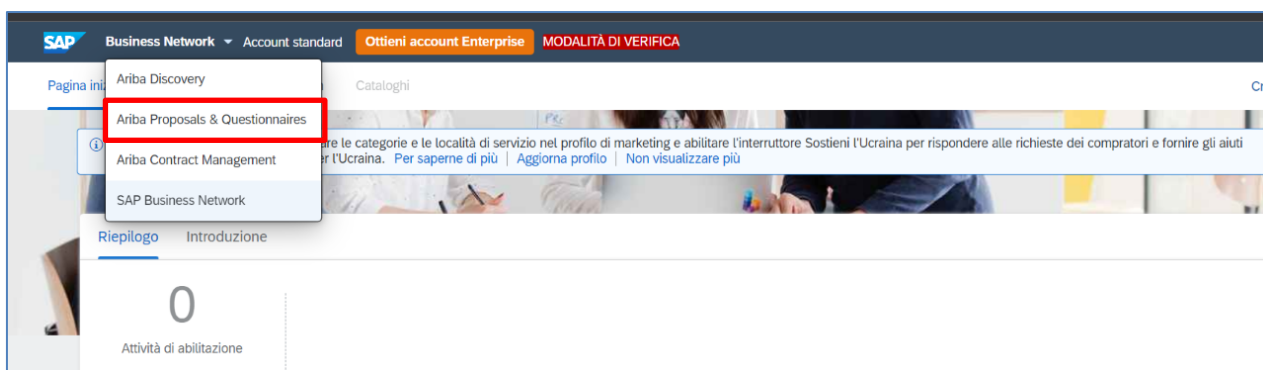 SAP Business Network Account standard Ottieni account Enterprise MODALITÀ DI VERIFICA
Pagina ini Cataloghi Cr
Ariba Discovery
Ariba Proposals & Questionnaires
Ariba Contract Management
SAP Business Network
are le categorie e le località di servizio nel profilo di marketing e abilitare l'interruttore Sostieni l'Ucraina per rispondere alle richieste dei compratori e fornire gli aiuti
er l'Ucraina. Per saperne di più | Aggiorna profilo | Non visualizzare più
Riepilogo Introduzione
0
Attività di abilitazione